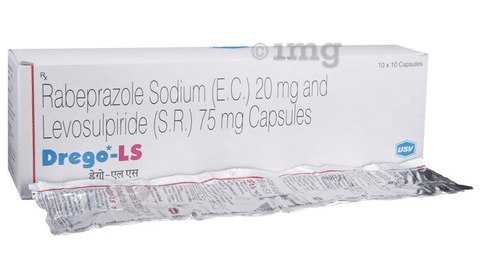 1mg
Rx
10 x 10 Capsules
Rabeprazole Sodium (E.C.) 20 mg and
Levosulpiride (S.R.) 75 mg Capsules
Drego*-LS
USV
ड्रेगो-एल एस